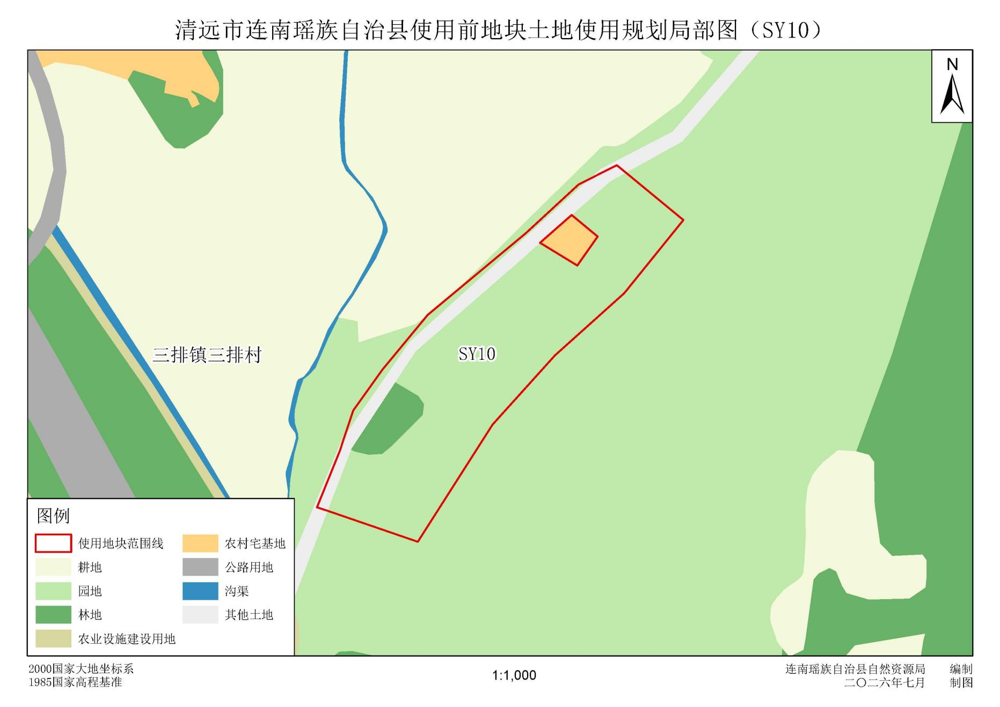 清远市连南瑶族自治县使用前地块土地使用规划局部图（SY10）
N
三排镇三排村
SY10
图例
使用地块范围线
耕地
园地
林地
农业设施建设用地
农村宅基地
公路用地
沟渠
其他土地
2000国家大地坐标系
1985国家高程基准
1:1,000
连南瑶族自治县自然资源局 编制
二〇二六年七月 制图